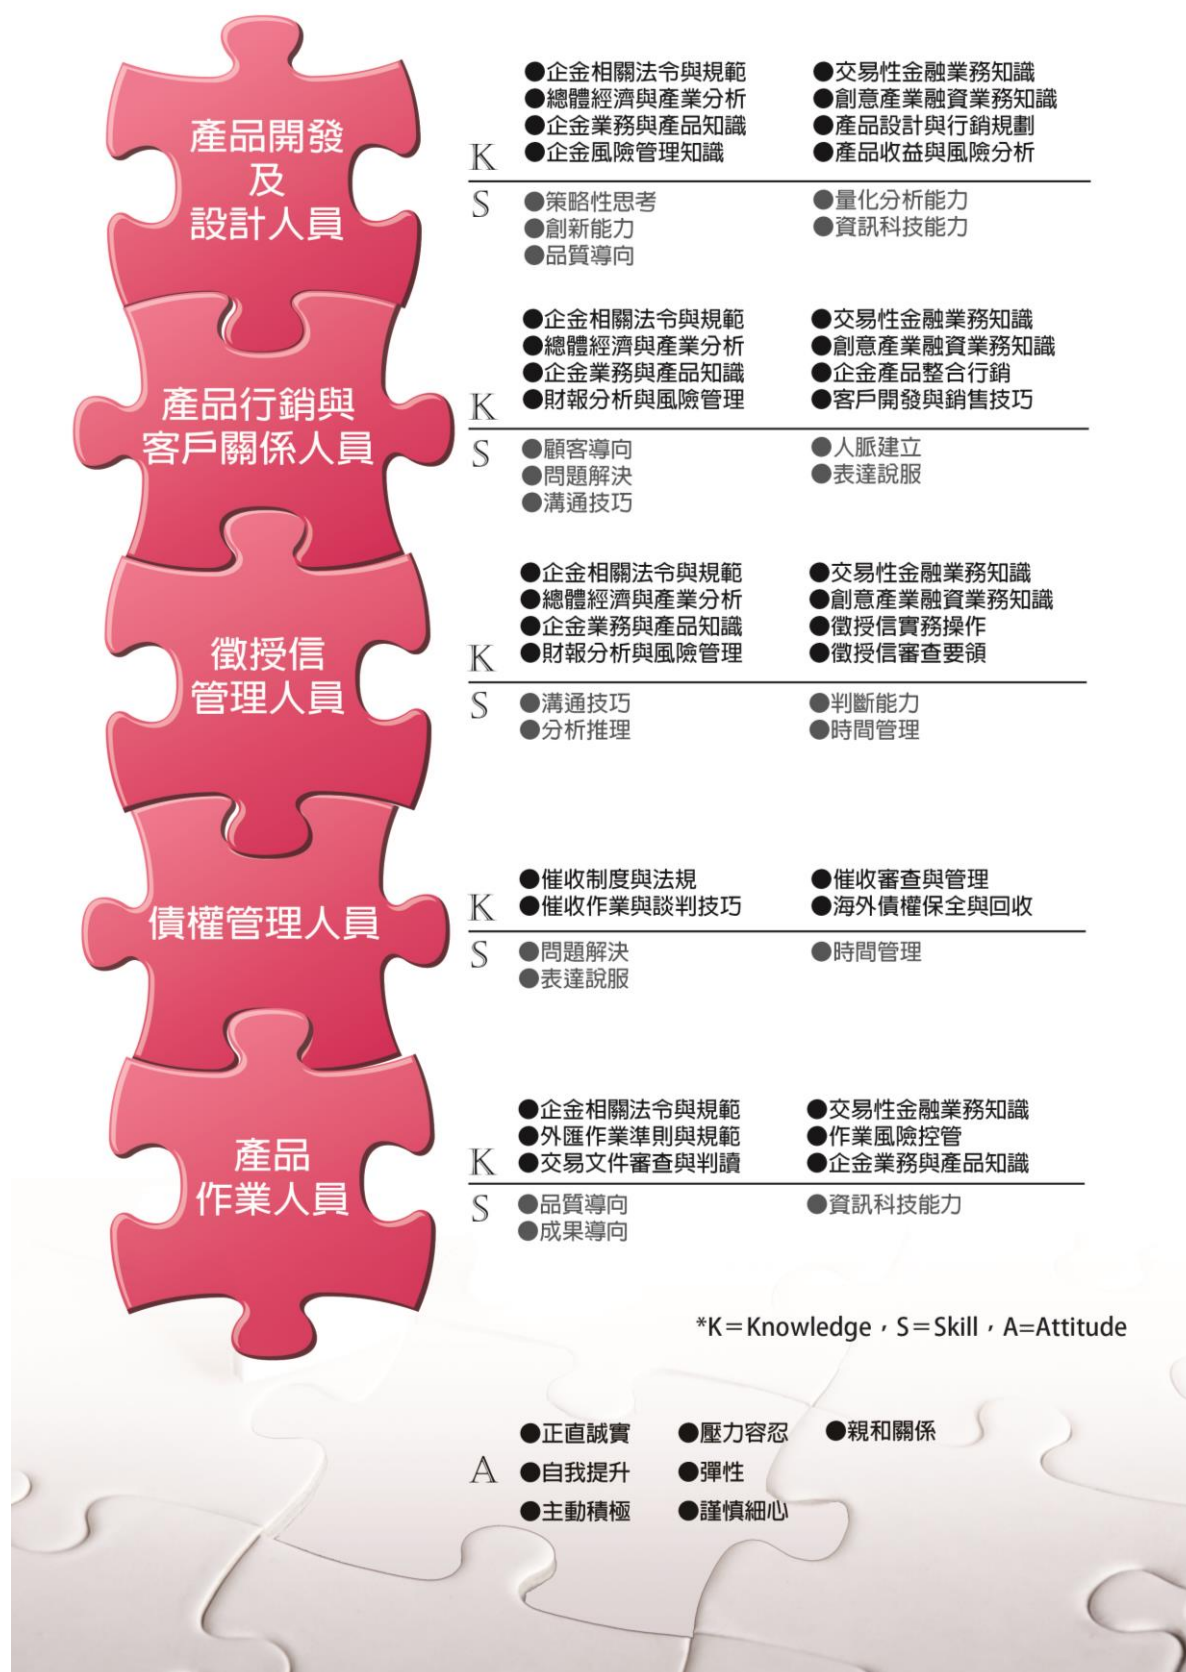 產品開發
及
設計人員
K
●企金相關法令與規範
●總體經濟與產業分析
●企金業務與產品知識
●企金風險管理知識
●交易性金融業務知識
●創意產業融資業務知識
●產品設計與行銷規劃
●產品收益與風險分析
S
●策略性思考
●創新能力
●品質導向
●量化分析能力
●資訊科技能力
產品行銷與
客戶關係人員
K
●企金相關法令與規範
●總體經濟與產業分析
●企金業務與產品知識
●財報分析與風險管理
●交易性金融業務知識
●創意產業融資業務知識
●企金產品整合行銷
●客戶開發與銷售技巧
S
●顧客導向
●問題解決
●溝通技巧
●人脈建立
●表達說服
徵授信
管理人員
K
●企金相關法令與規範
●總體經濟與產業分析
●企金業務與產品知識
●財報分析與風險管理
●交易性金融業務知識
●創意產業融資業務知識
●徵授信實務操作
●徵授信審查要領
S
●溝通技巧
●分析推理
●判斷能力
●時間管理
債權管理人員
K
●催收制度與法規
●催收作業與談判技巧
●催收審查與管理
●海外債權保全與回收
S
●問題解決
●表達說服
●時間管理
產品
作業人員
K
●企金相關法令與規範
●外匯作業準則與規範
●交易文件審查與判讀
●交易性金融業務知識
●作業風險控管
●企金業務與產品知識
S
●品質導向
●成果導向
●資訊科技能力
*K＝Knowledge，S＝Skill，A=Attitude
A
●正直誠實
●自我提升
●主動積極
●壓力容忍
●彈性
●謹慎細心
●親和關係